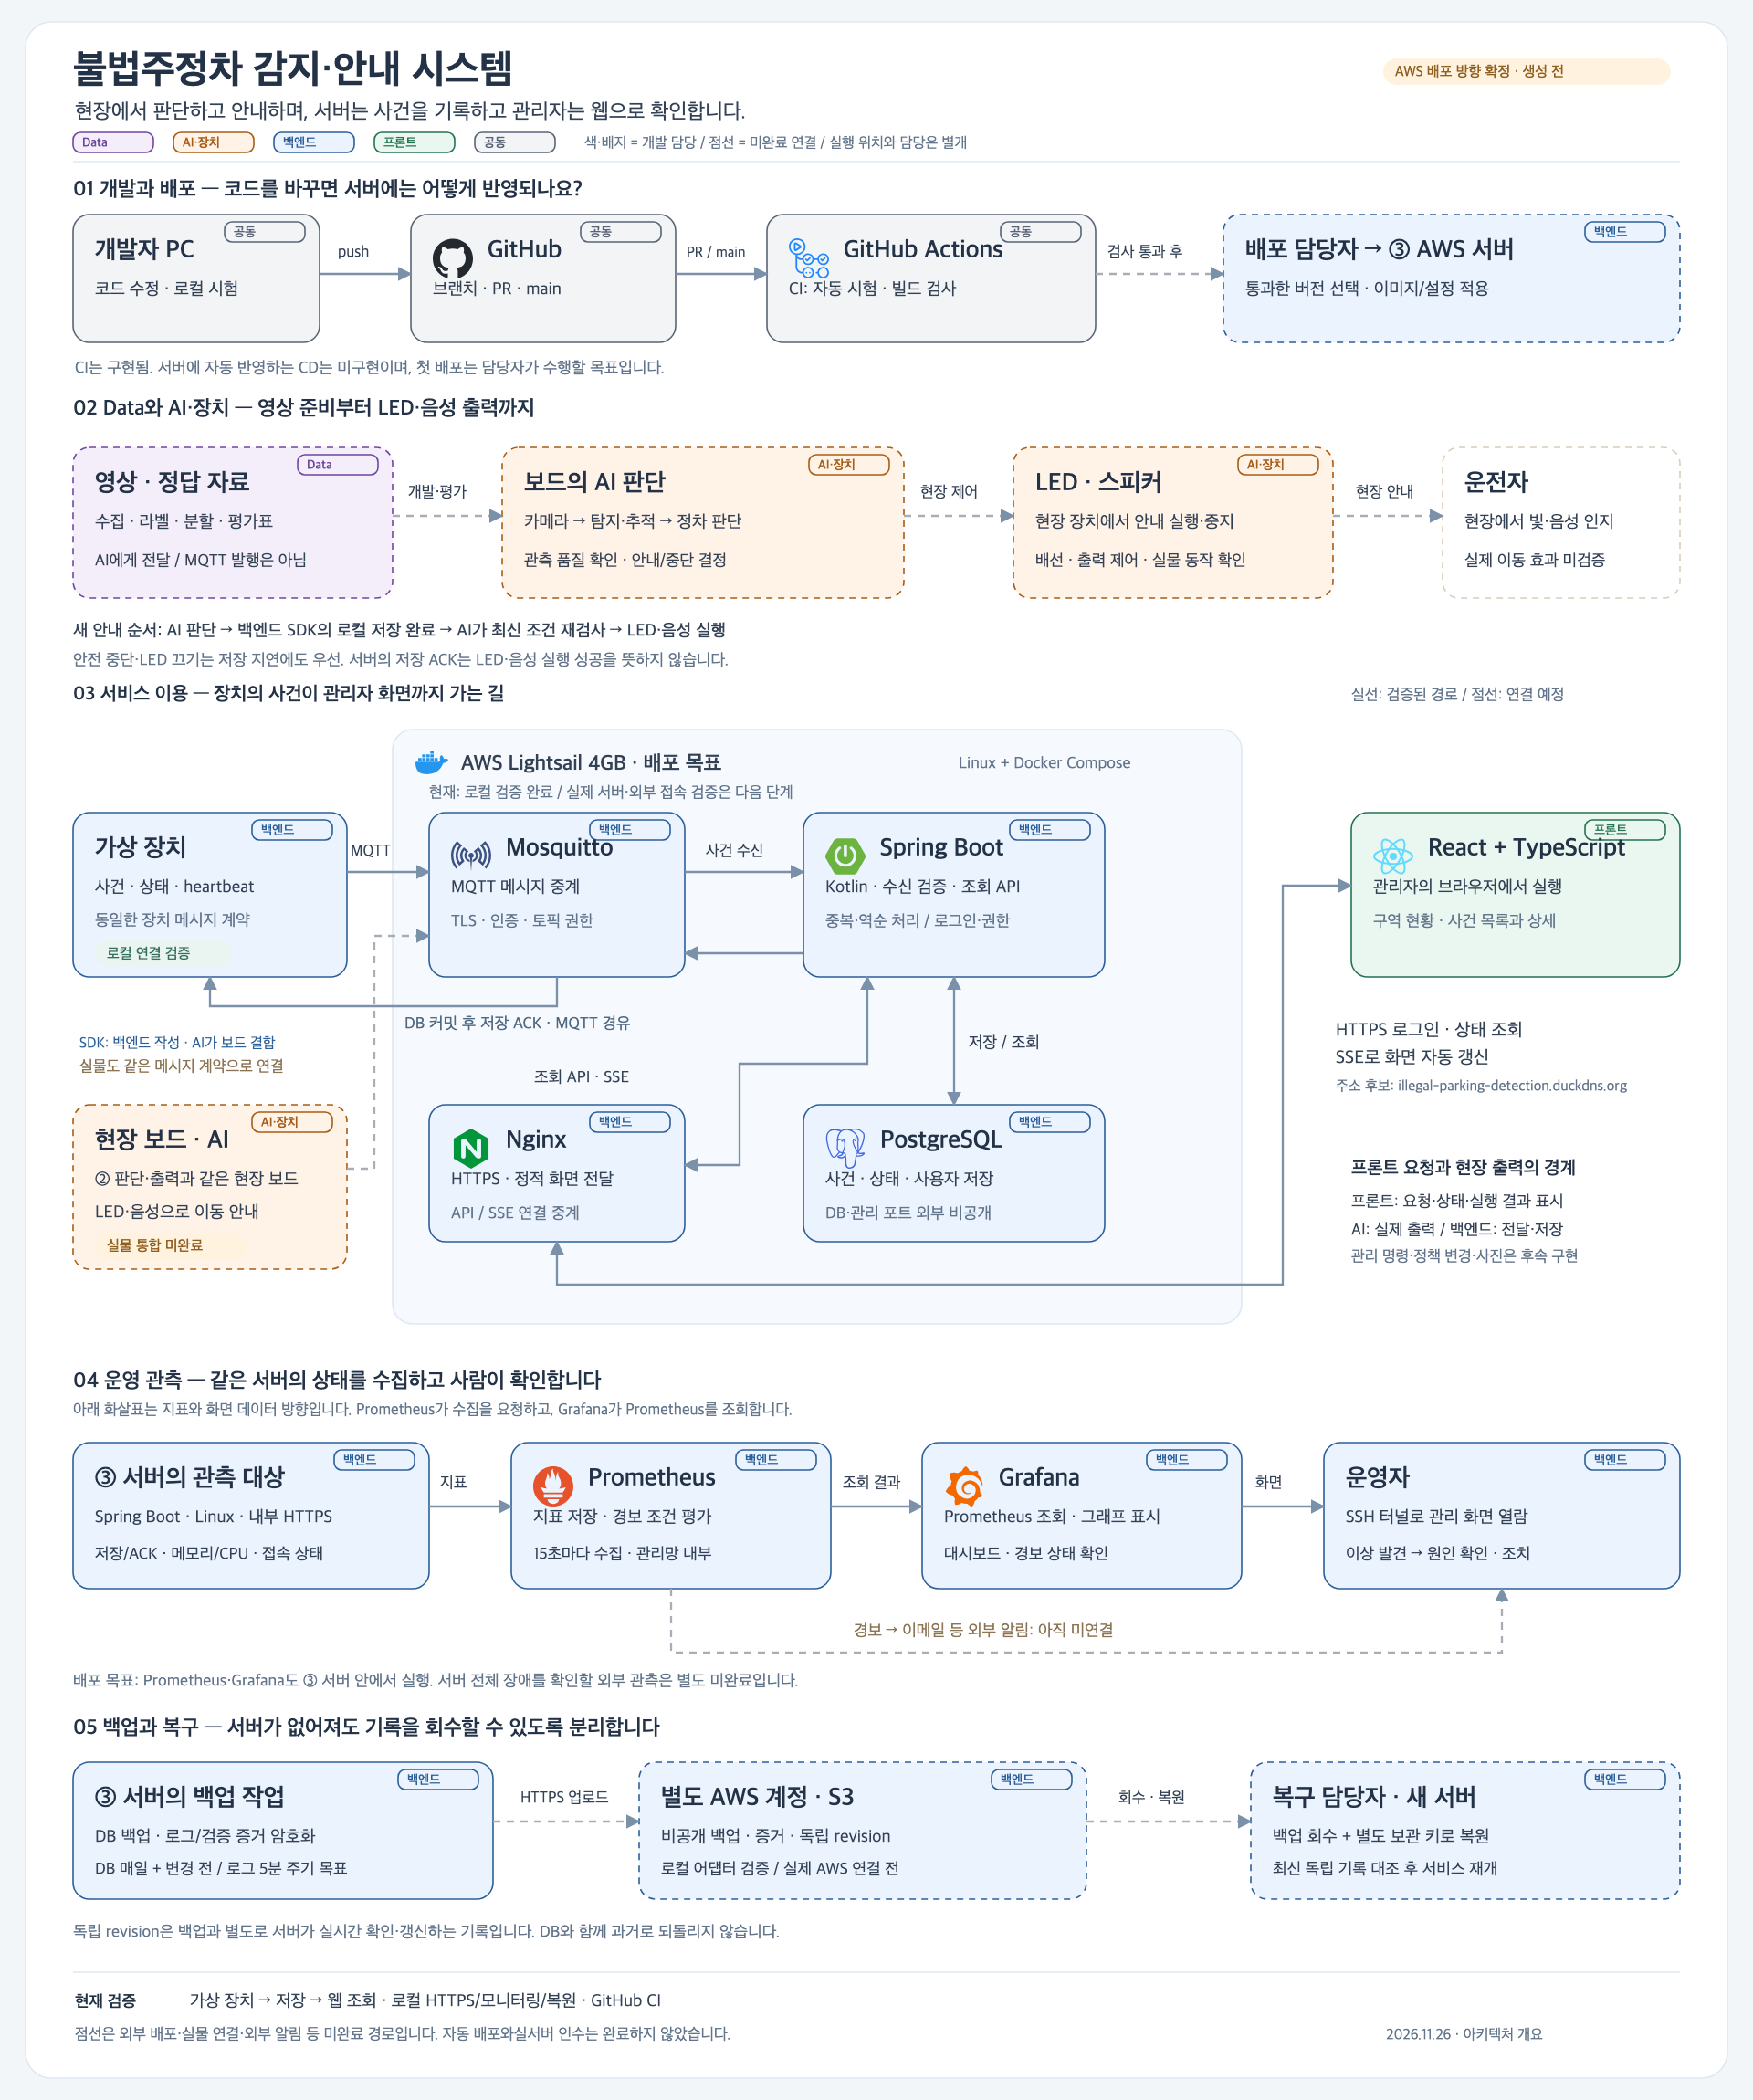 불법주정차 감지·안내 시스템
AWS 배포 방향 확정 · 생성 전
현장에서 판단하고 안내하며, 서버는 사건을 기록하고 관리자는 웹으로 확인합니다.
Data
AI·장치
백엔드
프론트
공동
색·배지 = 개발 담당 / 점선 = 미완료 연결 / 실행 위치와 담당은 별개
01 개발과 배포 — 코드를 바꾸면 서버에는 어떻게 반영되나요?
공동
개발자 PC
코드 수정 · 로컬 시험
push
공동
GitHub
브랜치 · PR · main
PR / main
공동
GitHub Actions
CI: 자동 시험 · 빌드 검사
검사 통과 후
백엔드
배포 담당자 → ③ AWS 서버
통과한 버전 선택 · 이미지/설정 적용
CI는 구현됨. 서버에 자동 반영하는 CD는 미구현이며, 첫 배포는 담당자가 수행할 목표입니다.
02 Data와 AI·장치 — 영상 준비부터 LED·음성 출력까지
Data
영상 · 정답 자료
수집 · 라벨 · 분할 · 평가표
AI에게 전달 / MQTT 발행은 아님
개발·평가
AI·장치
보드의 AI 판단
카메라 → 탐지·추적 → 정차 판단
관측 품질 확인 · 안내/중단 결정
현장 제어
AI·장치
LED · 스피커
현장 장치에서 안내 실행·중지
배선 · 출력 제어 · 실물 동작 확인
현장 안내
운전자
현장에서 빛·음성 인지
실제 이동 효과 미검증
새 안내 순서: AI 판단 → 백엔드 SDK의 로컬 저장 완료 → AI가 최신 조건 재검사 → LED·음성 실행
안전 중단·LED 끄기는 저장 지연에도 우선. 서버의 저장 ACK는 LED·음성 실행 성공을 뜻하지 않습니다.
03 서비스 이용 — 장치의 사건이 관리자 화면까지 가는 길
실선: 검증된 경로 / 점선: 연결 예정
AWS Lightsail 4GB · 배포 목표
Linux + Docker Compose
현재: 로컬 검증 완료 / 실제 서버·외부 접속 검증은 다음 단계
백엔드
가상 장치
사건 · 상태 · heartbeat
동일한 장치 메시지 계약
로컬 연결 검증
MQTT
백엔드
Mosquitto
MQTT 메시지 중계
TLS · 인증 · 토픽 권한
사건 수신
백엔드
Spring Boot
Kotlin · 수신 검증 · 조회 API
중복·역순 처리 / 로그인·권한
프론트
React + TypeScript
관리자의 브라우저에서 실행
구역 현황 · 사건 목록과 상세
DB 커밋 후 저장 ACK · MQTT 경유
SDK: 백엔드 작성 · AI가 보드 결합
실물도 같은 메시지 계약으로 연결
저장 / 조회
조회 API · SSE
HTTPS 로그인 · 상태 조회
SSE로 화면 자동 갱신
주소 후보: illegal-parking-detection.duckdns.org
AI·장치
현장 보드 · AI
② 판단·출력과 같은 현장 보드
LED·음성으로 이동 안내
실물 통합 미완료
백엔드
Nginx
HTTPS · 정적 화면 전달
API / SSE 연결 중계
백엔드
PostgreSQL
사건 · 상태 · 사용자 저장
DB·관리 포트 외부 비공개
프론트 요청과 현장 출력의 경계
프론트: 요청·상태·실행 결과 표시
AI: 실제 출력 / 백엔드: 전달·저장
관리 명령·정책 변경·사진은 후속 구현
04 운영 관측 — 같은 서버의 상태를 수집하고 사람이 확인합니다
아래 화살표는 지표와 화면 데이터 방향입니다. Prometheus가 수집을 요청하고, Grafana가 Prometheus를 조회합니다.
백엔드
③ 서버의 관측 대상
Spring Boot · Linux · 내부 HTTPS
저장/ACK · 메모리/CPU · 접속 상태
지표
백엔드
Prometheus
지표 저장 · 경보 조건 평가
15초마다 수집 · 관리망 내부
조회 결과
백엔드
Grafana
Prometheus 조회 · 그래프 표시
대시보드 · 경보 상태 확인
화면
백엔드
운영자
SSH 터널로 관리 화면 열람
이상 발견 → 원인 확인 · 조치
경보 → 이메일 등 외부 알림: 아직 미연결
배포 목표: Prometheus·Grafana도 ③ 서버 안에서 실행. 서버 전체 장애를 확인할 외부 관측은 별도 미완료입니다.
05 백업과 복구 — 서버가 없어져도 기록을 회수할 수 있도록 분리합니다
백엔드
③ 서버의 백업 작업
DB 백업 · 로그/검증 증거 암호화
DB 매일 + 변경 전 / 로그 5분 주기 목표
HTTPS 업로드
백엔드
별도 AWS 계정 · S3
비공개 백업 · 증거 · 독립 revision
로컬 어댑터 검증 / 실제 AWS 연결 전
회수 · 복원
백엔드
복구 담당자 · 새 서버
백업 회수 + 별도 보관 키로 복원
최신 독립 기록 대조 후 서비스 재개
독립 revision은 백업과 별도로 서버가 실시간 확인·갱신하는 기록입니다. DB와 함께 과거로 되돌리지 않습니다.
현재 검증
가상 장치 → 저장 → 웹 조회 · 로컬 HTTPS/모니터링/복원 · GitHub CI
점선은 외부 배포·실물 연결·외부 알림 등 미완료 경로입니다. 자동 배포와실서버 인수는 완료하지 않았습니다.
2026.11.26 · 아키텍처 개요